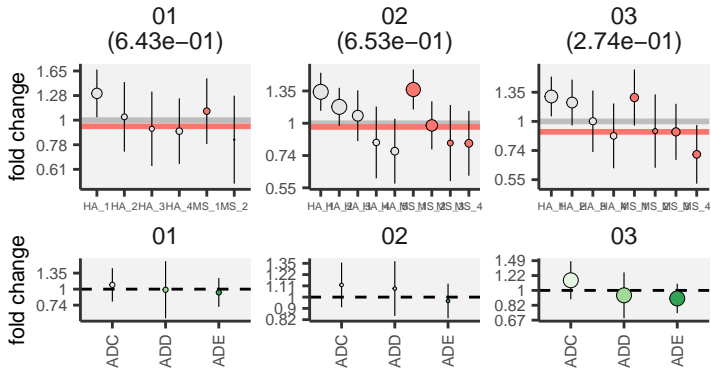 01
(6.43e−01)
02
(6.53e−01)
03
(2.74e−01)
fold change
1.65
1.28
1
0.78
0.61
1.35
1
0.74
0.55
1.35
1
0.74
0.55
HA_1 HA_2 HA_3 HA_4 MS_1 MS_2
MS_4
MS_4
01
02
03
fold change
1.35
1
0.74
1.35
1.22
1.11
1
0.9
0.82
1.49
1.22
1
0.82
0.67
ADC
ADD
ADE
ADC
ADD
ADE
ADC
ADD
ADE